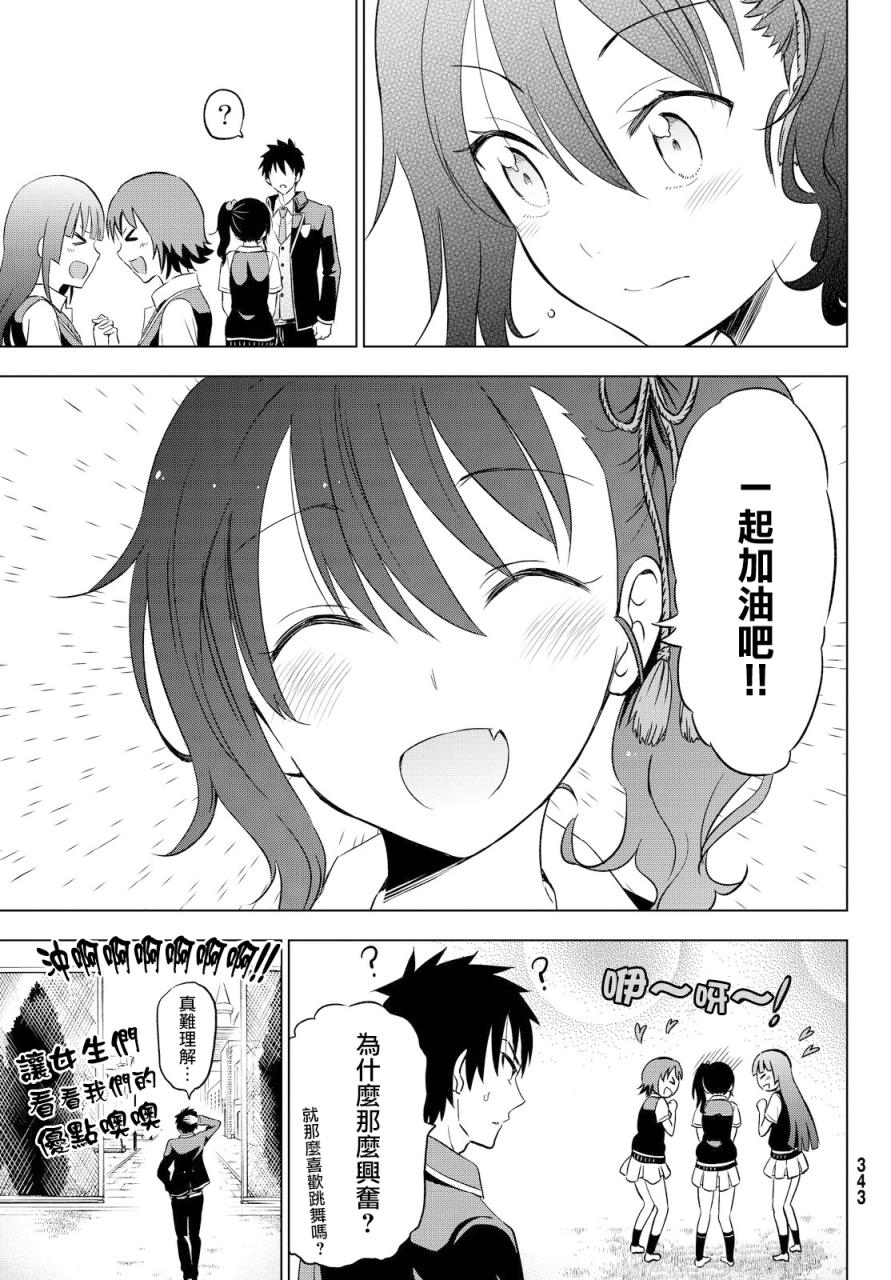 ?
一起加油吧!!
咿～呀～!
?
?
為什麼那麼興奮?
就那麼喜歡跳舞嗎?
沖啊啊啊啊啊啊!!
真難理解…
讓女生們
看看我們的
優點噢噢
343